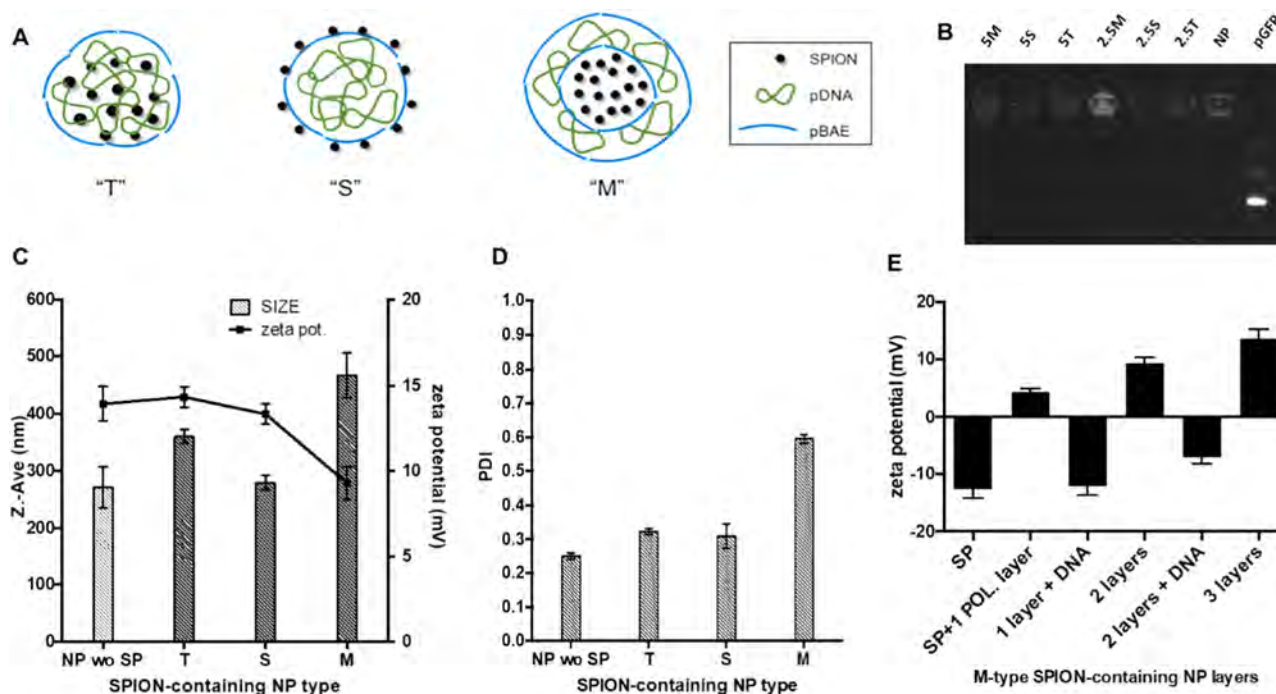 A
SPION
pDNA
pBAE
"T"
"S"
"M"
B
5M
5S
5T
2.5M
2.5S
2.5T
NP
pGFP
C
600
500
400
300
200
100
0
Z.-Ave (nm)
SIZE
zeta pot.
20
15
10
5
0
zeta potential (mV)
NP wo SP
T
S
M
SPION-containing NP type
D
1.0
0.9
0.8
0.7
0.6
0.5
0.4
0.3
0.2
0.1
0.0
PDI
NP wo SP
T
S
M
SPION-containing NP type
E
20
10
0
-10
-20
zeta potential (mV)
SP
SP+1 POL. layer
1 layer + DNA
2 layers
2 layers + DNA
3 layers
M-type SPION-containing NP layers